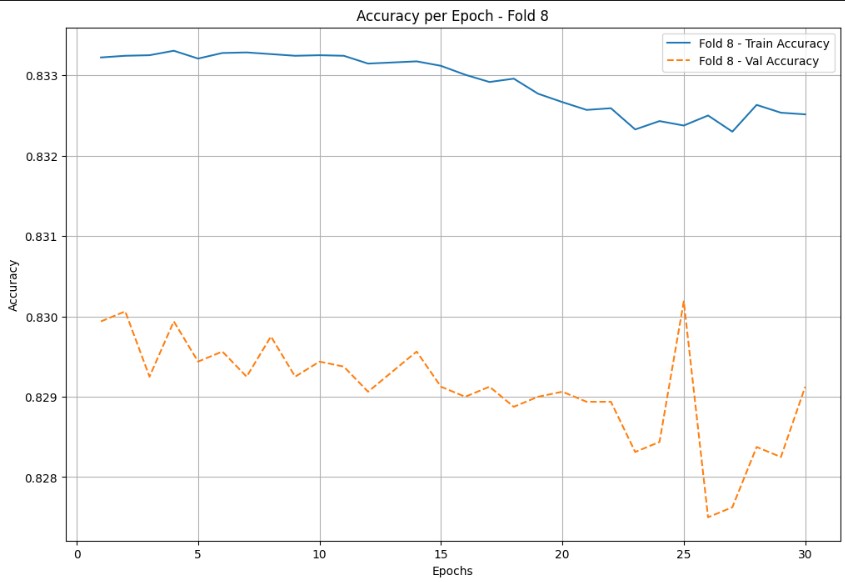 Accuracy per Epoch - Fold 8
Fold 8 - Train Accuracy
Fold 8 - Val Accuracy
Accuracy
0.833
0.832
0.831
0.830
0.829
0.828
0 5 10 15 20 25 30
Epochs